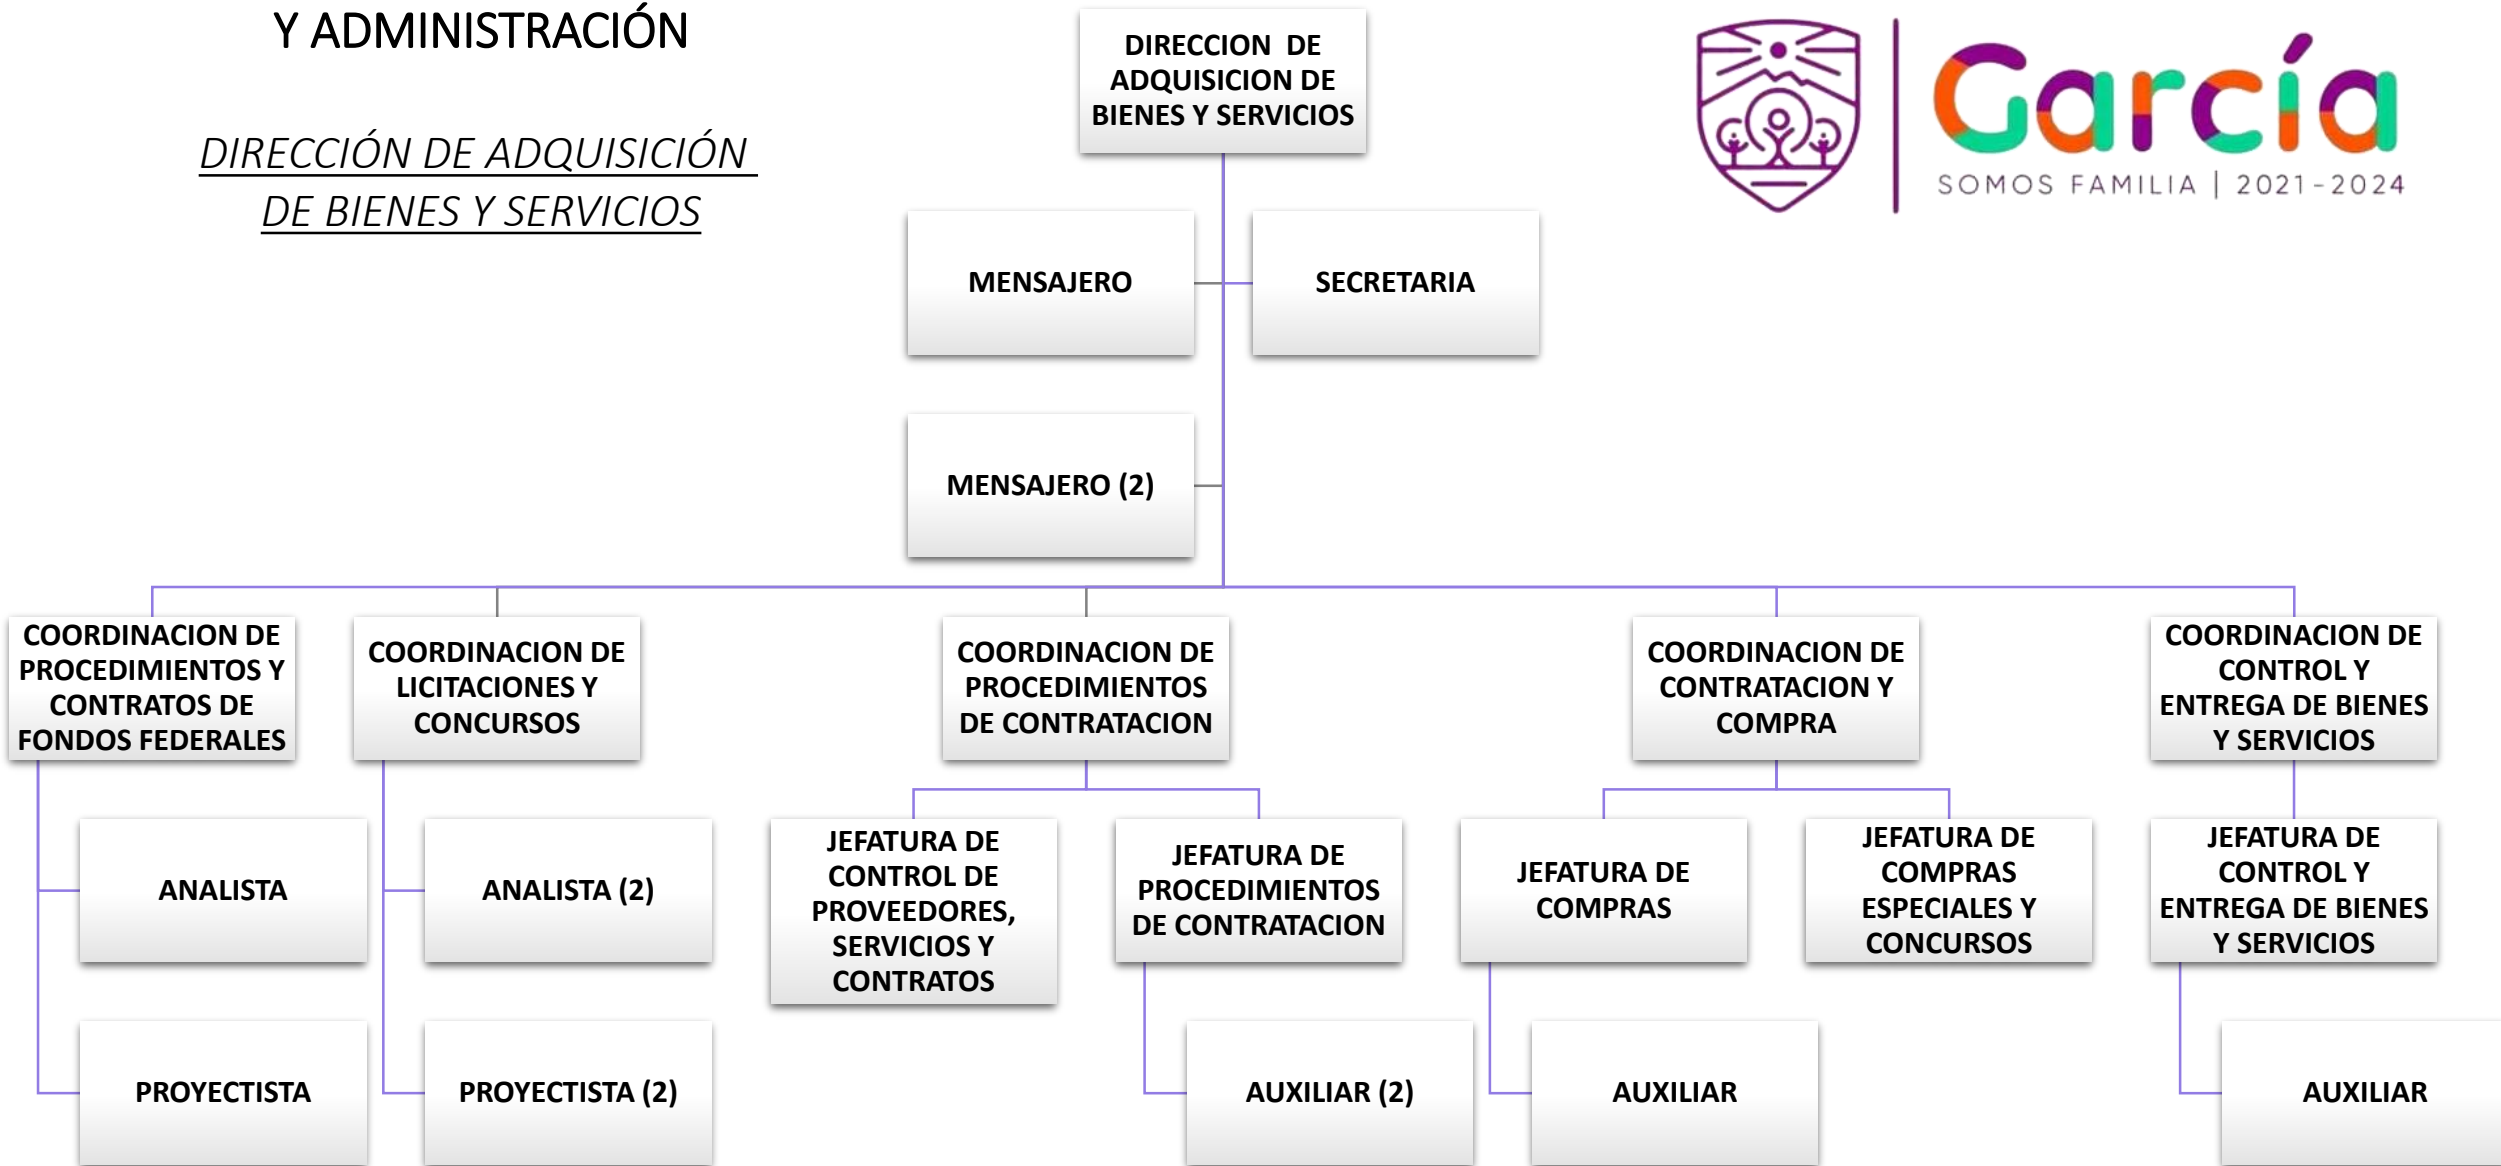 Y ADMINISTRACIÓN
DIRECCIÓN DE ADQUISICIÓN
DE BIENES Y SERVICIOS
DIRECCION DE
ADQUISICION DE
BIENES Y SERVICIOS
García
SOMOS FAMILIA | 2021-2024
MENSAJERO
SECRETARIA
MENSAJERO (2)
COORDINACION DE
PROCEDIMIENTOS Y
CONTRATOS DE
FONDOS FEDERALES
COORDINACION DE
LICITACIONES Y
CONCURSOS
COORDINACION DE
PROCEDIMIENTOS
DE CONTRATACION
COORDINACION DE
CONTRATACION Y
COMPRA
COORDINACION DE
CONTROL Y
ENTREGA DE BIENES
Y SERVICIOS
ANALISTA
ANALISTA (2)
JEFATURA DE
CONTROL DE
PROVEEDORES,
SERVICIOS Y
CONTRATOS
JEFATURA DE
PROCEDIMIENTOS
DE CONTRATACION
JEFATURA DE
COMPRAS
JEFATURA DE
COMPRAS
ESPECIALES Y
CONCURSOS
JEFATURA DE
CONTROL Y
ENTREGA DE BIENES
Y SERVICIOS
PROYECTISTA
PROYECTISTA (2)
AUXILIAR (2)
AUXILIAR
AUXILIAR